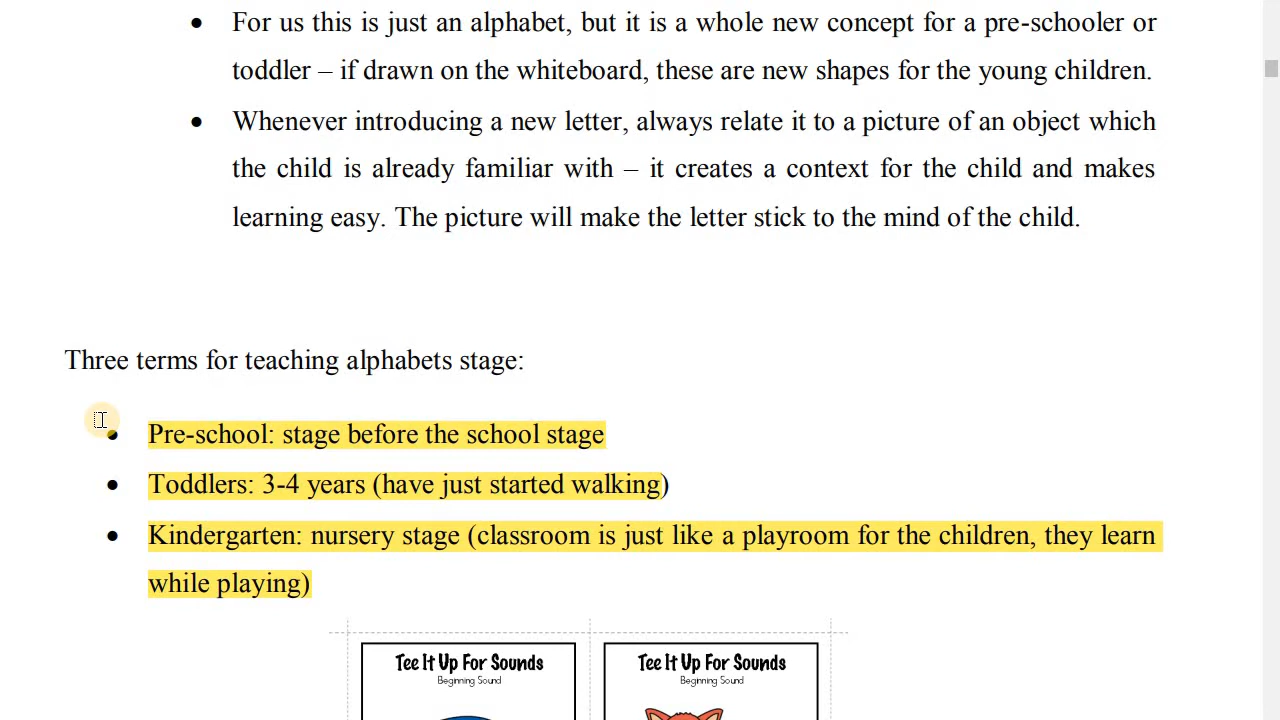 • For us this is just an alphabet, but it is a whole new concept for a pre-schooler or
toddler – if drawn on the whiteboard, these are new shapes for the young children.
• Whenever introducing a new letter, always relate it to a picture of an object which
the child is already familiar with – it creates a context for the child and makes
learning easy. The picture will make the letter stick to the mind of the child.
Three terms for teaching alphabets stage:
• Pre-school: stage before the school stage
• Toddlers: 3-4 years (have just started walking)
• Kindergarten: nursery stage (classroom is just like a playroom for the children, they learn
while playing)
Tee It Up For Sounds
Beginning Sound
Tee It Up For Sounds
Beginning Sound